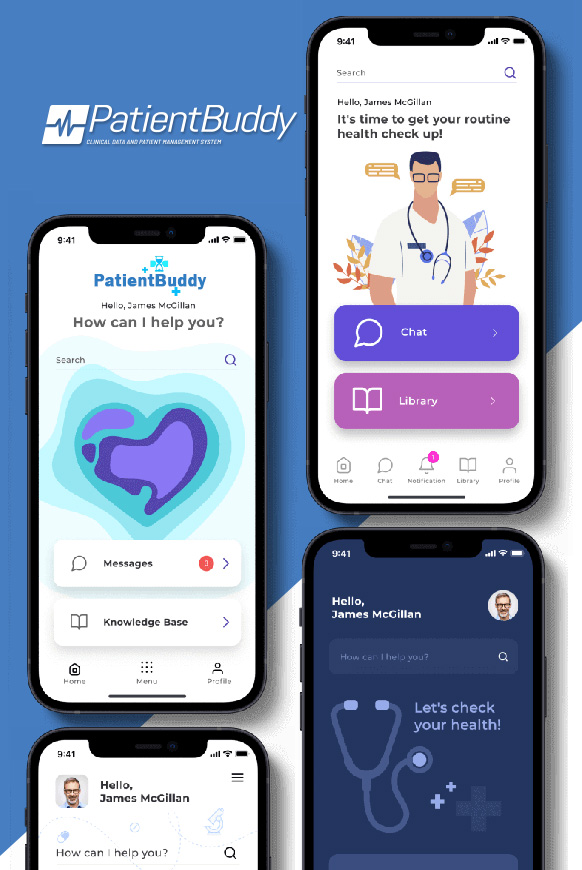 PatientBuddy
CLINICAL DATA AND PATIENT MANAGEMENT SYSTEM
9:41
Search
Hello, James McGillan
It's time to get your routine
health check up!
Chat
Library
1
Home
Chat
Notification
Library
Profile
9:41
PatientBuddy
Hello, James McGillan
How can I help you?
Search
Messages
3
Knowledge Base
Home
Menu
Profile
9:41
Hello,
James McGillan
How can I help you?
Let's check
your health!
9:41
Hello,
James McGillan
How can I help you?